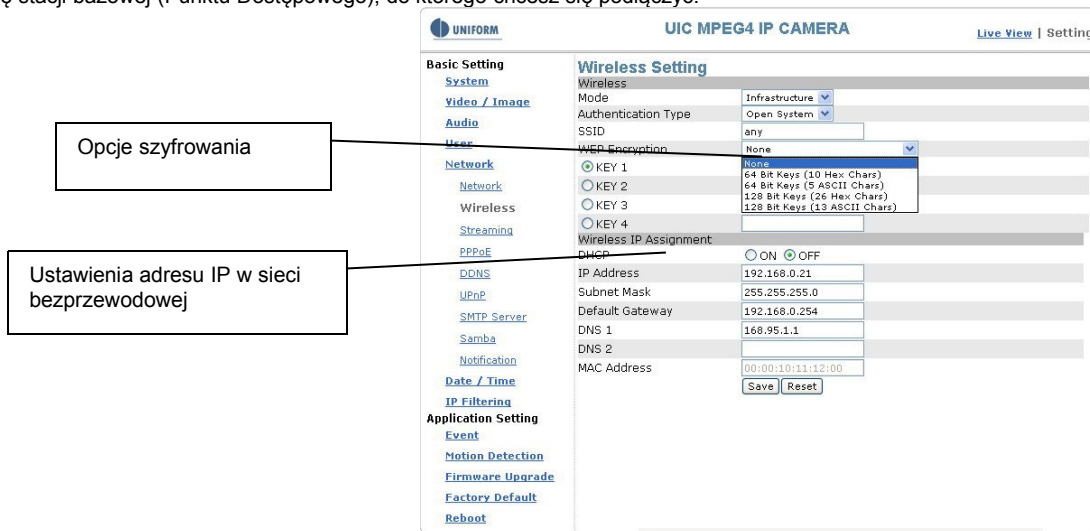 ę stacji bazowej (Punktu Dostępowego), do którego chcesz się podłączyć.
UNIFORM
UIC MPEG4 IP CAMERA
Live View | Setting
Basic Setting
System
Video / Image
Audio
User
Network
Network
Wireless
Streaming
PPPoE
DDNS
UPnP
SMTP Server
Samba
Notification
Date / Time
IP Filtering
Application Setting
Event
Motion Detection
Firmware Upgrade
Factory Default
Reboot
Wireless Setting
Wireless
Mode Infrastructure
Authentication Type Open System
SSID any
WEP Encryption None
KEY 1 None
64 Bit Keys (10 Hex Chars)
KEY 2 64 Bit Keys (5 ASCII Chars)
128 Bit Keys (26 Hex Chars)
KEY 3 128 Bit Keys (13 ASCII Chars)
KEY 4
Wireless IP Assignment
DHCP ON OFF
IP Address 192.168.0.21
Subnet Mask 255.255.255.0
Default Gateway 192.168.0.254
DNS 1 168.95.1.1
DNS 2
MAC Address 00:00:10:11:12:00
Save Reset
Opcje szyfrowania
Ustawienia adresu IP w sieci
bezprzewodowej